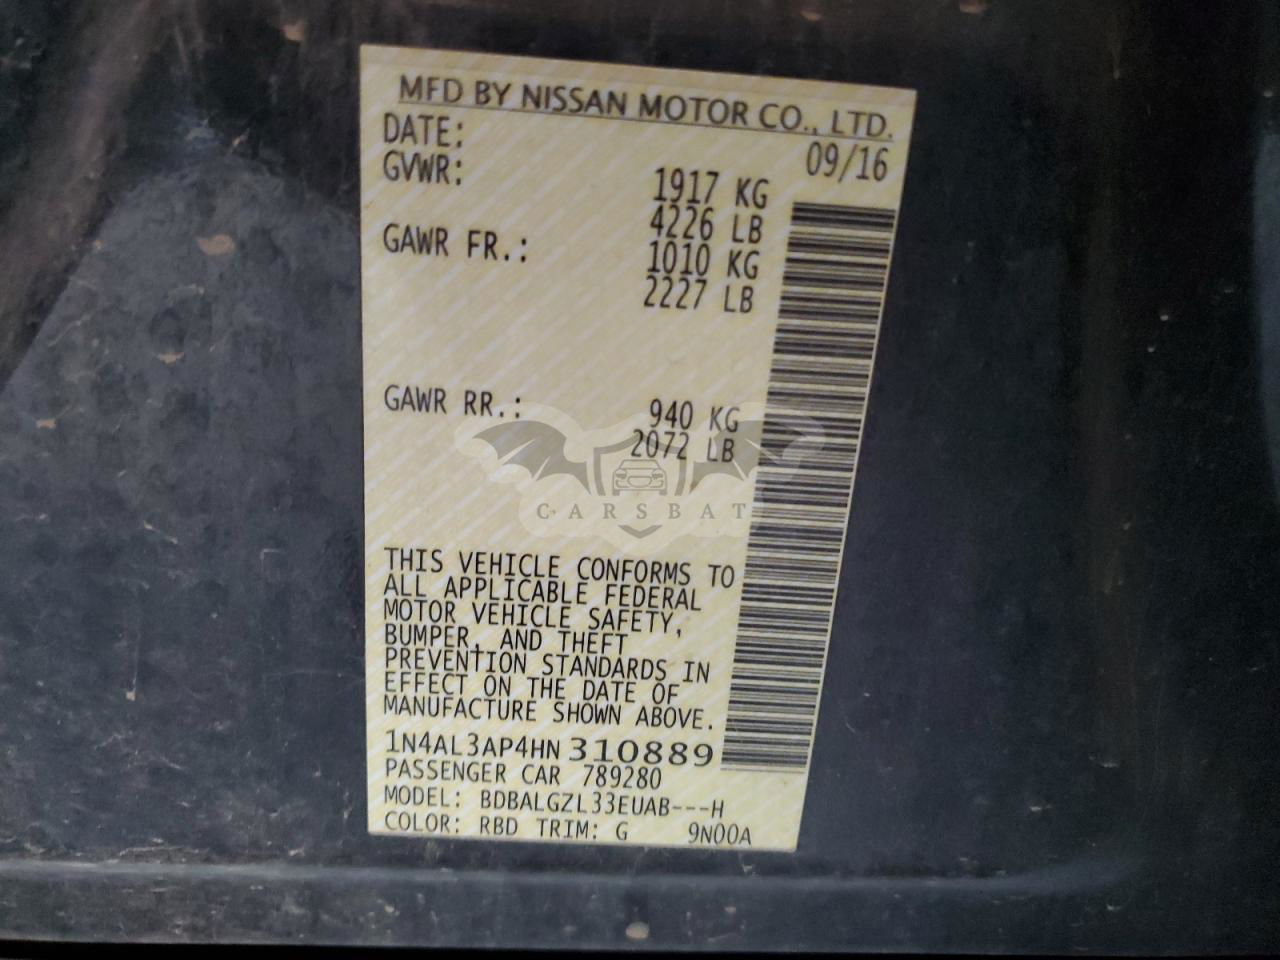 MFD BY NISSAN MOTOR CO., LTD.
DATE: 09/16
GVWR: 1917 KG
4226 LB
GAWR FR.: 1010 KG
2227 LB
GAWR RR.: 940 KG
2072 LB
CARSBAT
THIS VEHICLE CONFORMS TO
ALL APPLICABLE FEDERAL
MOTOR VEHICLE SAFETY,
BUMPER, AND THEFT
PREVENTION STANDARDS IN
EFFECT ON THE DATE OF
MANUFACTURE SHOWN ABOVE.
1N4AL3AP4HN310889
PASSENGER CAR 789280
MODEL: BDBALGZL33EUAB---H
COLOR: RBD TRIM: G 9N00A